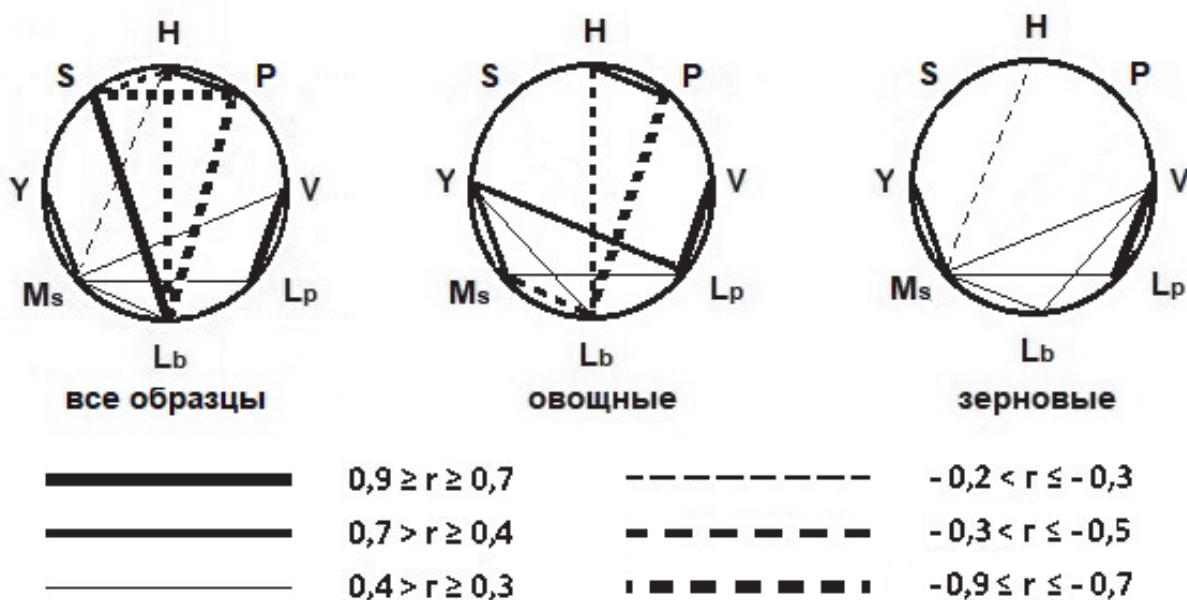 H H H
S P S P S P
Y V Y V Y V
Ms Lp Ms Lp Ms Lp
Lb Lb Lb
все образцы овощные зерновые
0,9 ≥ r ≥ 0,7 - 0,2 < r ≤ - 0,3
0,7 > r ≥ 0,4 - 0,3 < r ≤ - 0,5
0,4 > r ≥ 0,3 -0,9 ≤ r ≤ - 0,7